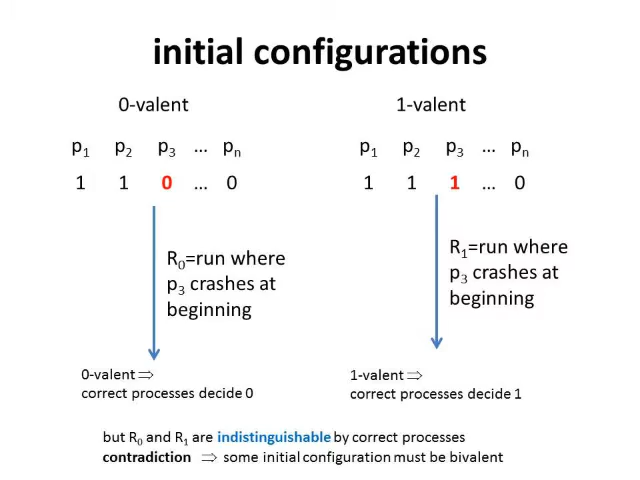 initial configurations
0-valent
1-valent
p₁ p₂ p₃ ... pₙ
1 1 0 ... 0
p₁ p₂ p₃ ... pₙ
1 1 1 ... 0
R₀=run where
p₃ crashes at
beginning
R₁=run where
p₃ crashes at
beginning
0-valent ⇒
correct processes decide 0
1-valent ⇒
correct processes decide 1
but R₀ and R₁ are indistinguishable by correct processes
contradiction ⇒ some initial configuration must be bivalent